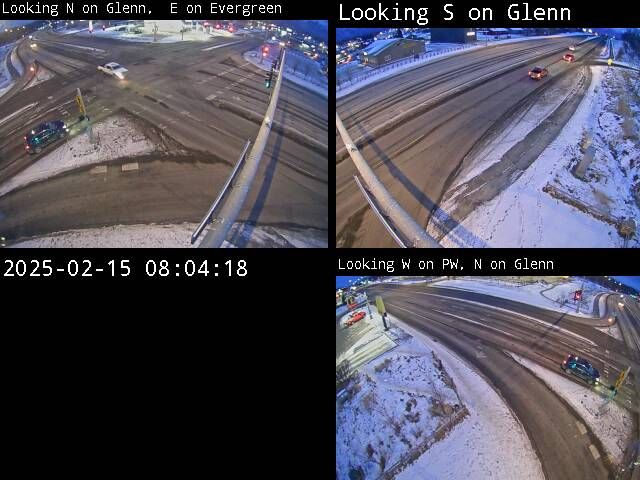 Looking N on Glenn,  E on Evergreen
Looking S on Glenn
2025-02-15 08:04:18
Looking W on PW, N on Glenn